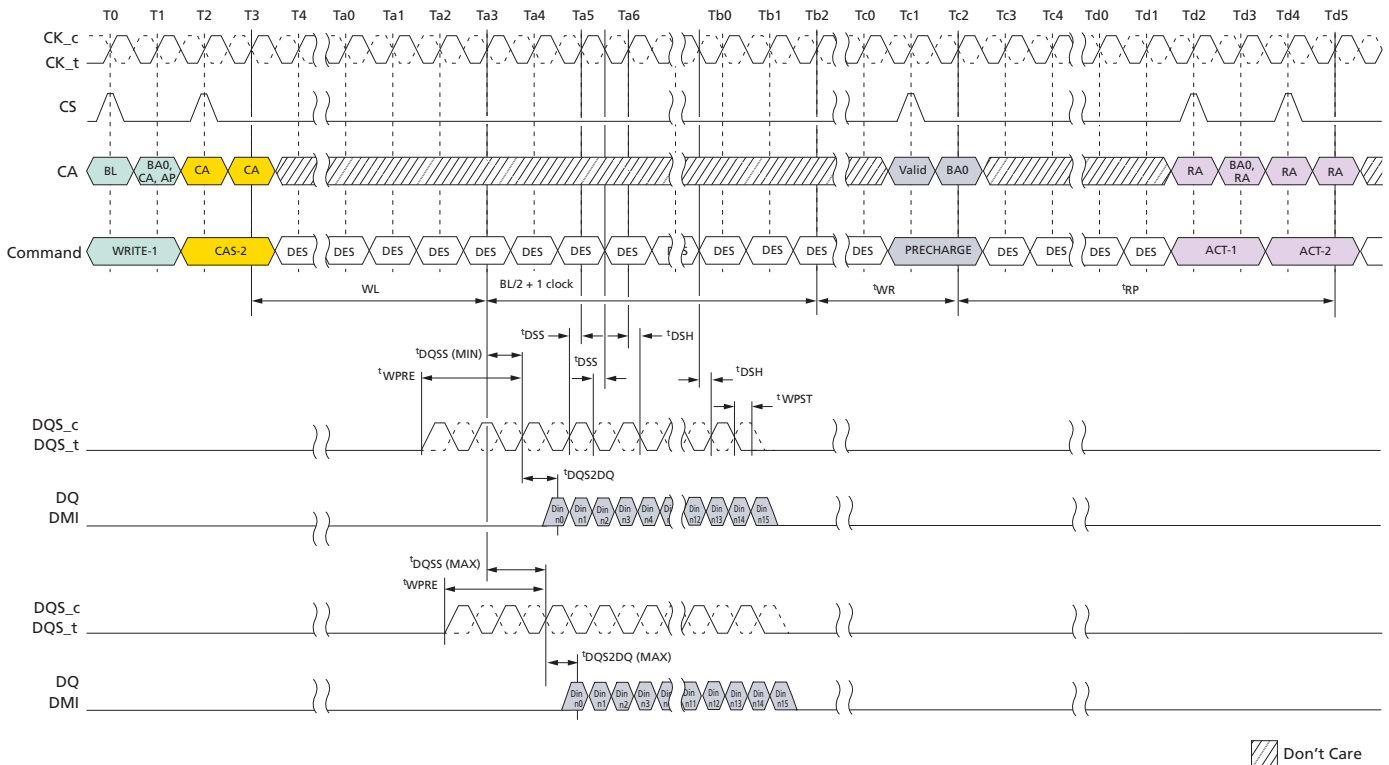 T0 T1 T2 T3 T4 Ta0 Ta1 Ta2 Ta3 Ta4 Ta5 Ta6 Tb0 Tb1 Tb2 Tc0 Tc1 Tc2 Tc3 Tc4 Td0 Td1 Td2 Td3 Td4 Td5
CK_c
CK_t
CS
CA BL BA0, CA, AP CA CA Valid BA0 RA BA0, RA RA RA
Command WRITE-1 CAS-2 DES DES DES DES DES DES DES DES DES DES DES DES PRECHARGE DES DES DES DES ACT-1 ACT-2
WL BL/2 + 1 clock tWR tRP
tDSS tDSH
tDQSS (MIN) tDSS
tWPRE tDSH
tWPST
DQS_c
DQS_t
tDQS2DQ
DQ
DMI
Din n0 Din n1 Din n2 Din n3 Din n4 Din n12 Din n13 Din n14 Din n15
tDQSS (MAX)
tWPRE
DQS_c
DQS_t
tDQS2DQ (MAX)
DQ
DMI
Din n0 Din n1 Din n2 Din n3 Din n11 Din n12 Din n13 Din n14 Din n15
Don't Care